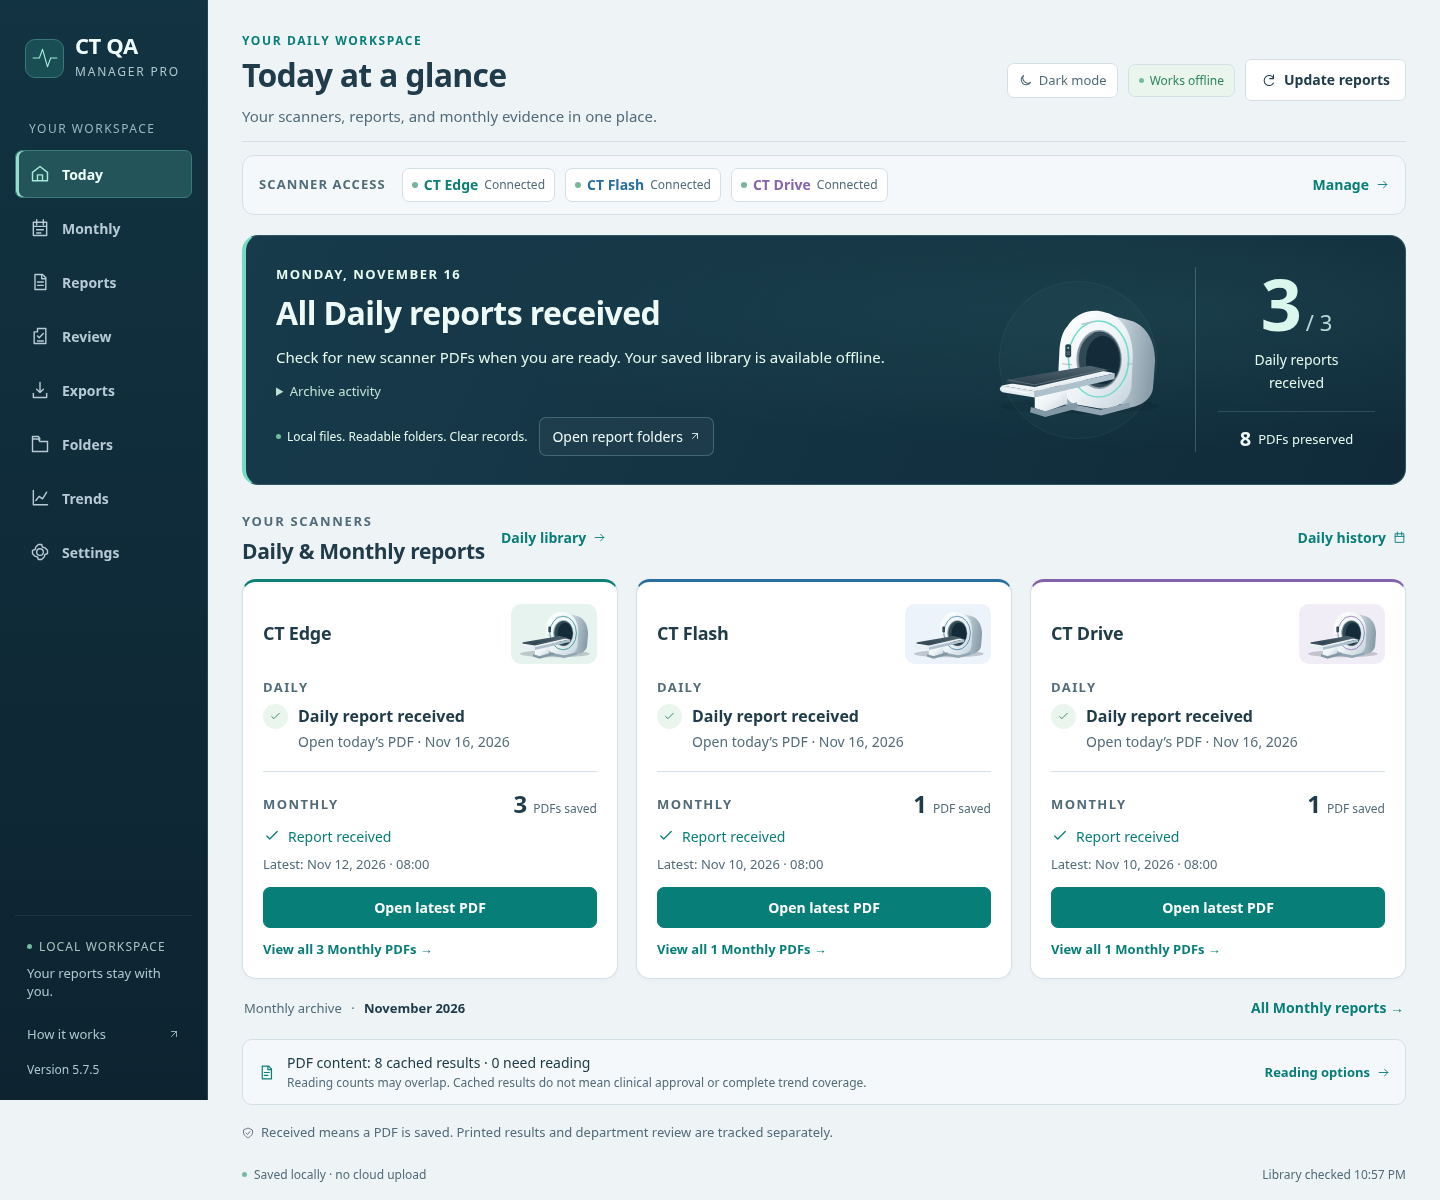 CT QA
MANAGER PRO
YOUR WORKSPACE
Today
Monthly
Reports
Review
Exports
Folders
Trends
Settings
LOCAL WORKSPACE
Your reports stay with
you.
How it works
Version 5.7.5
YOUR DAILY WORKSPACE
Today at a glance
Your scanners, reports, and monthly evidence in one place.
Dark mode
Works offline
Update reports
SCANNER ACCESS
CT Edge Connected
CT Flash Connected
CT Drive Connected
Manage →
MONDAY, NOVEMBER 16
All Daily reports received
Check for new scanner PDFs when you are ready. Your saved library is available offline.
Archive activity
Local files. Readable folders. Clear records.
Open report folders
3 / 3
Daily reports
received
8 PDFs preserved
YOUR SCANNERS
Daily & Monthly reports
Daily library →
Daily history
CT Edge
DAILY
Daily report received
Open today’s PDF · Nov 16, 2026
MONTHLY
3 PDFs saved
Report received
Latest: Nov 12, 2026 · 08:00
Open latest PDF
View all 3 Monthly PDFs →
CT Flash
DAILY
Daily report received
Open today’s PDF · Nov 16, 2026
MONTHLY
1 PDF saved
Report received
Latest: Nov 10, 2026 · 08:00
Open latest PDF
View all 1 Monthly PDFs →
CT Drive
DAILY
Daily report received
Open today’s PDF · Nov 16, 2026
MONTHLY
1 PDF saved
Report received
Latest: Nov 10, 2026 · 08:00
Open latest PDF
View all 1 Monthly PDFs →
Monthly archive · November 2026
All Monthly reports →
PDF content: 8 cached results · 0 need reading
Reading counts may overlap. Cached results do not mean clinical approval or complete trend coverage.
Reading options →
Received means a PDF is saved. Printed results and department review are tracked separately.
Saved locally · no cloud upload
Library checked 10:57 PM